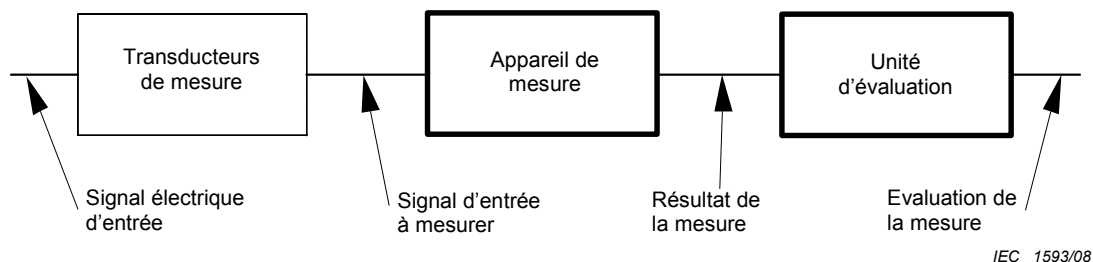 Transducteurs
de mesure
Appareil de
mesure
Unité
d'évaluation
Signal électrique
d'entrée
Signal d'entrée
à mesurer
Résultat de
la mesure
Evaluation de
la mesure
IEC 1593/08